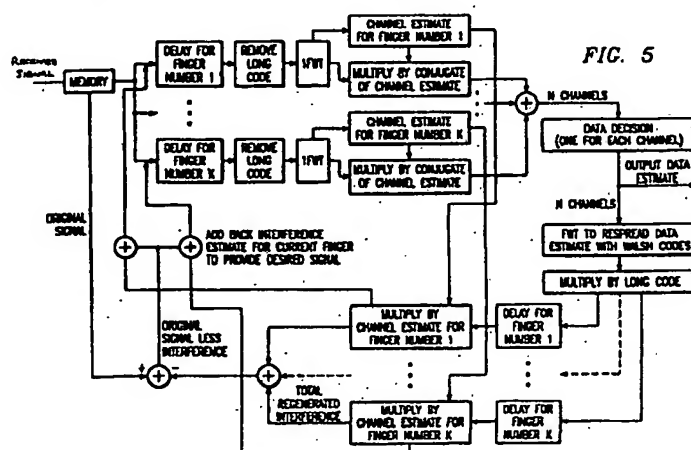 FIG. 5
RECEIVED
SIGNAL
MEMORY
DELAY FOR
FINGER
NUMBER 1
REMOVE
LONG
CODE
IFWT
CHANNEL ESTIMATE
FOR FINGER NUMBER 1
MULTIPLY BY CONJUGATE
OF CHANNEL ESTIMATE
DELAY FOR
FINGER
NUMBER K
REMOVE
LONG
CODE
IFWT
CHANNEL ESTIMATE
FOR FINGER NUMBER K
MULTIPLY BY CONJUGATE
OF CHANNEL ESTIMATE
N CHANNELS
DATA DECISION
(ONE FOR EACH CHANNEL)
OUTPUT DATA
ESTIMATE
N CHANNELS
FWT TO RESPREAD DATA
ESTIMATE WITH WALSH CODES
MULTIPLY BY LONG CODE
ORIGINAL
SIGNAL
ADD BACK INTERFERENCE
ESTIMATE FOR CURRENT FINGER
TO PROVIDE DESIRED SIGNAL
ORIGINAL
SIGNAL LESS
INTERFERENCE
MULTIPLY BY
CHANNEL ESTIMATE FOR
FINGER NUMBER 1
DELAY FOR
FINGER
NUMBER 1
TOTAL
REGENERATED
INTERFERENCE
MULTIPLY BY
CHANNEL ESTIMATE FOR
FINGER NUMBER K
DELAY FOR
FINGER
NUMBER K